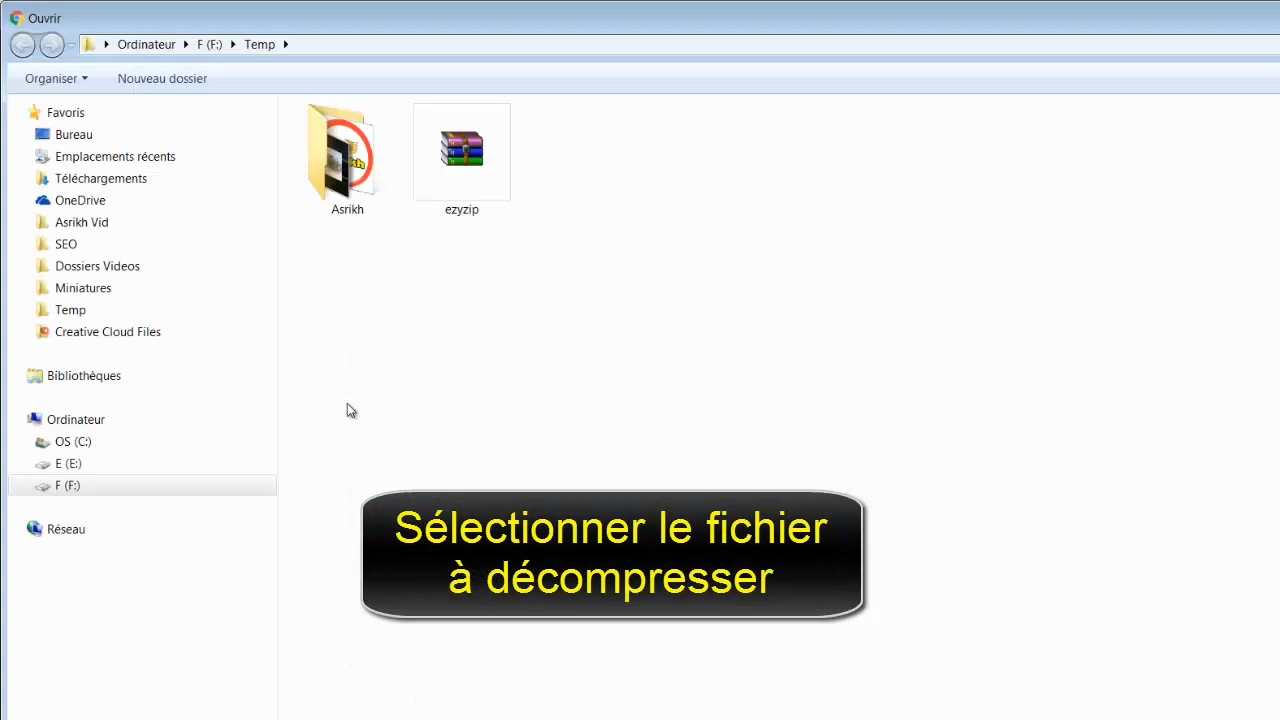 Ouvrir
Ordinateur F (F:) Temp
Organiser Nouveau dossier
Favoris
Bureau
Emplacements récents
Téléchargements
OneDrive
Asrikh Vid
SEO
Dossiers Videos
Miniatures
Temp
Creative Cloud Files
Bibliothèques
Ordinateur
OS (C:)
E (E:)
F (F:)
Réseau
kh
Asrikh
ezyzip
Sélectionner le fichier
à décompresser